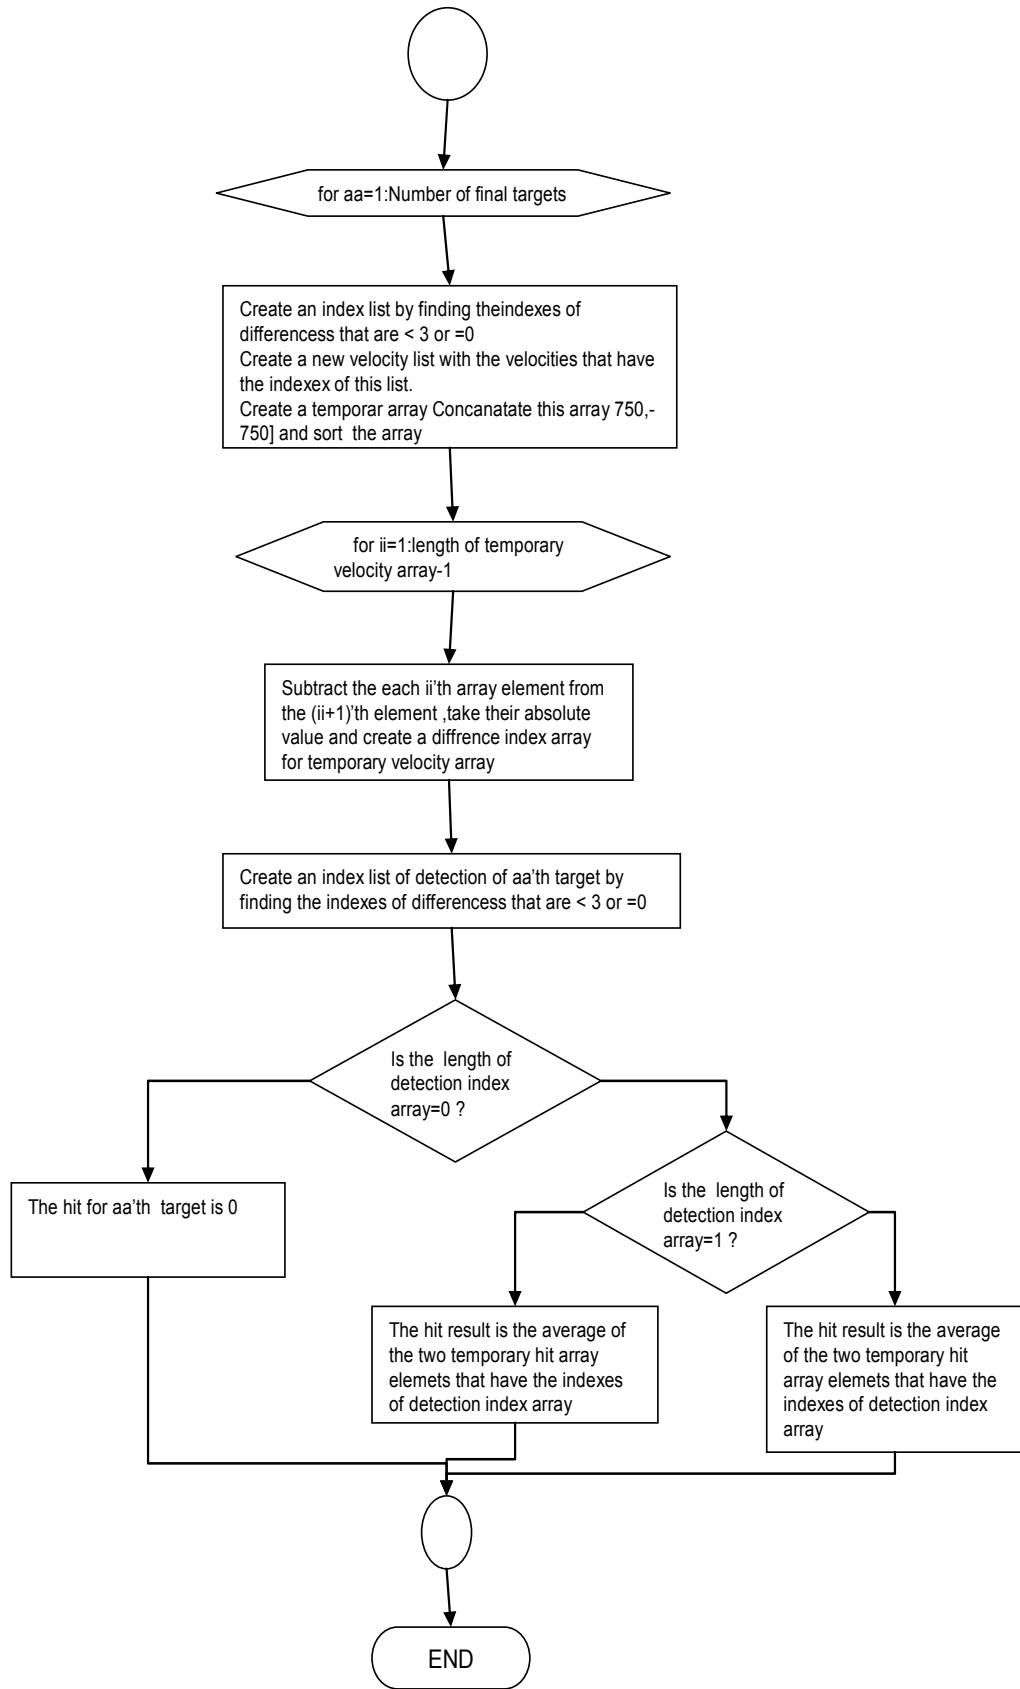 for aa=1:Number of final targets
Create an index list by finding theindexes of
differencess that are < 3 or =0
Create a new velocity list with the velocities that have
the indexex of this list.
Create a temporar array Concanatate this array 750,-
750] and sort the array
for ii=1:length of temporary
velocity array-1
Subtract the each ii'th array element from
the (ii+1)'th element ,take their absolute
value and create a diffrence index array
for temporary velocity array
Create an index list of detection of aa'th target by
finding the indexes of differencess that are < 3 or =0
Is the length of
detection index
array=0 ?
The hit for aa'th target is 0
Is the length of
detection index
array=1 ?
The hit result is the average of
the two temporary hit array
elemets that have the indexes
of detection index array
The hit result is the average
of the two temporary hit
array elemets that have the
indexes of detection index
array
END